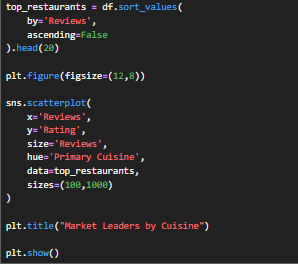 top_restaurants = df.sort_values(
    by='Reviews',
    ascending=False
).head(20)

plt.figure(figsize=(12,8))

sns.scatterplot(
    x='Reviews',
    y='Rating',
    size='Reviews',
    hue='Primary Cuisine',
    data=top_restaurants,
    sizes=(100,1000)
)

plt.title("Market Leaders by Cuisine")

plt.show()